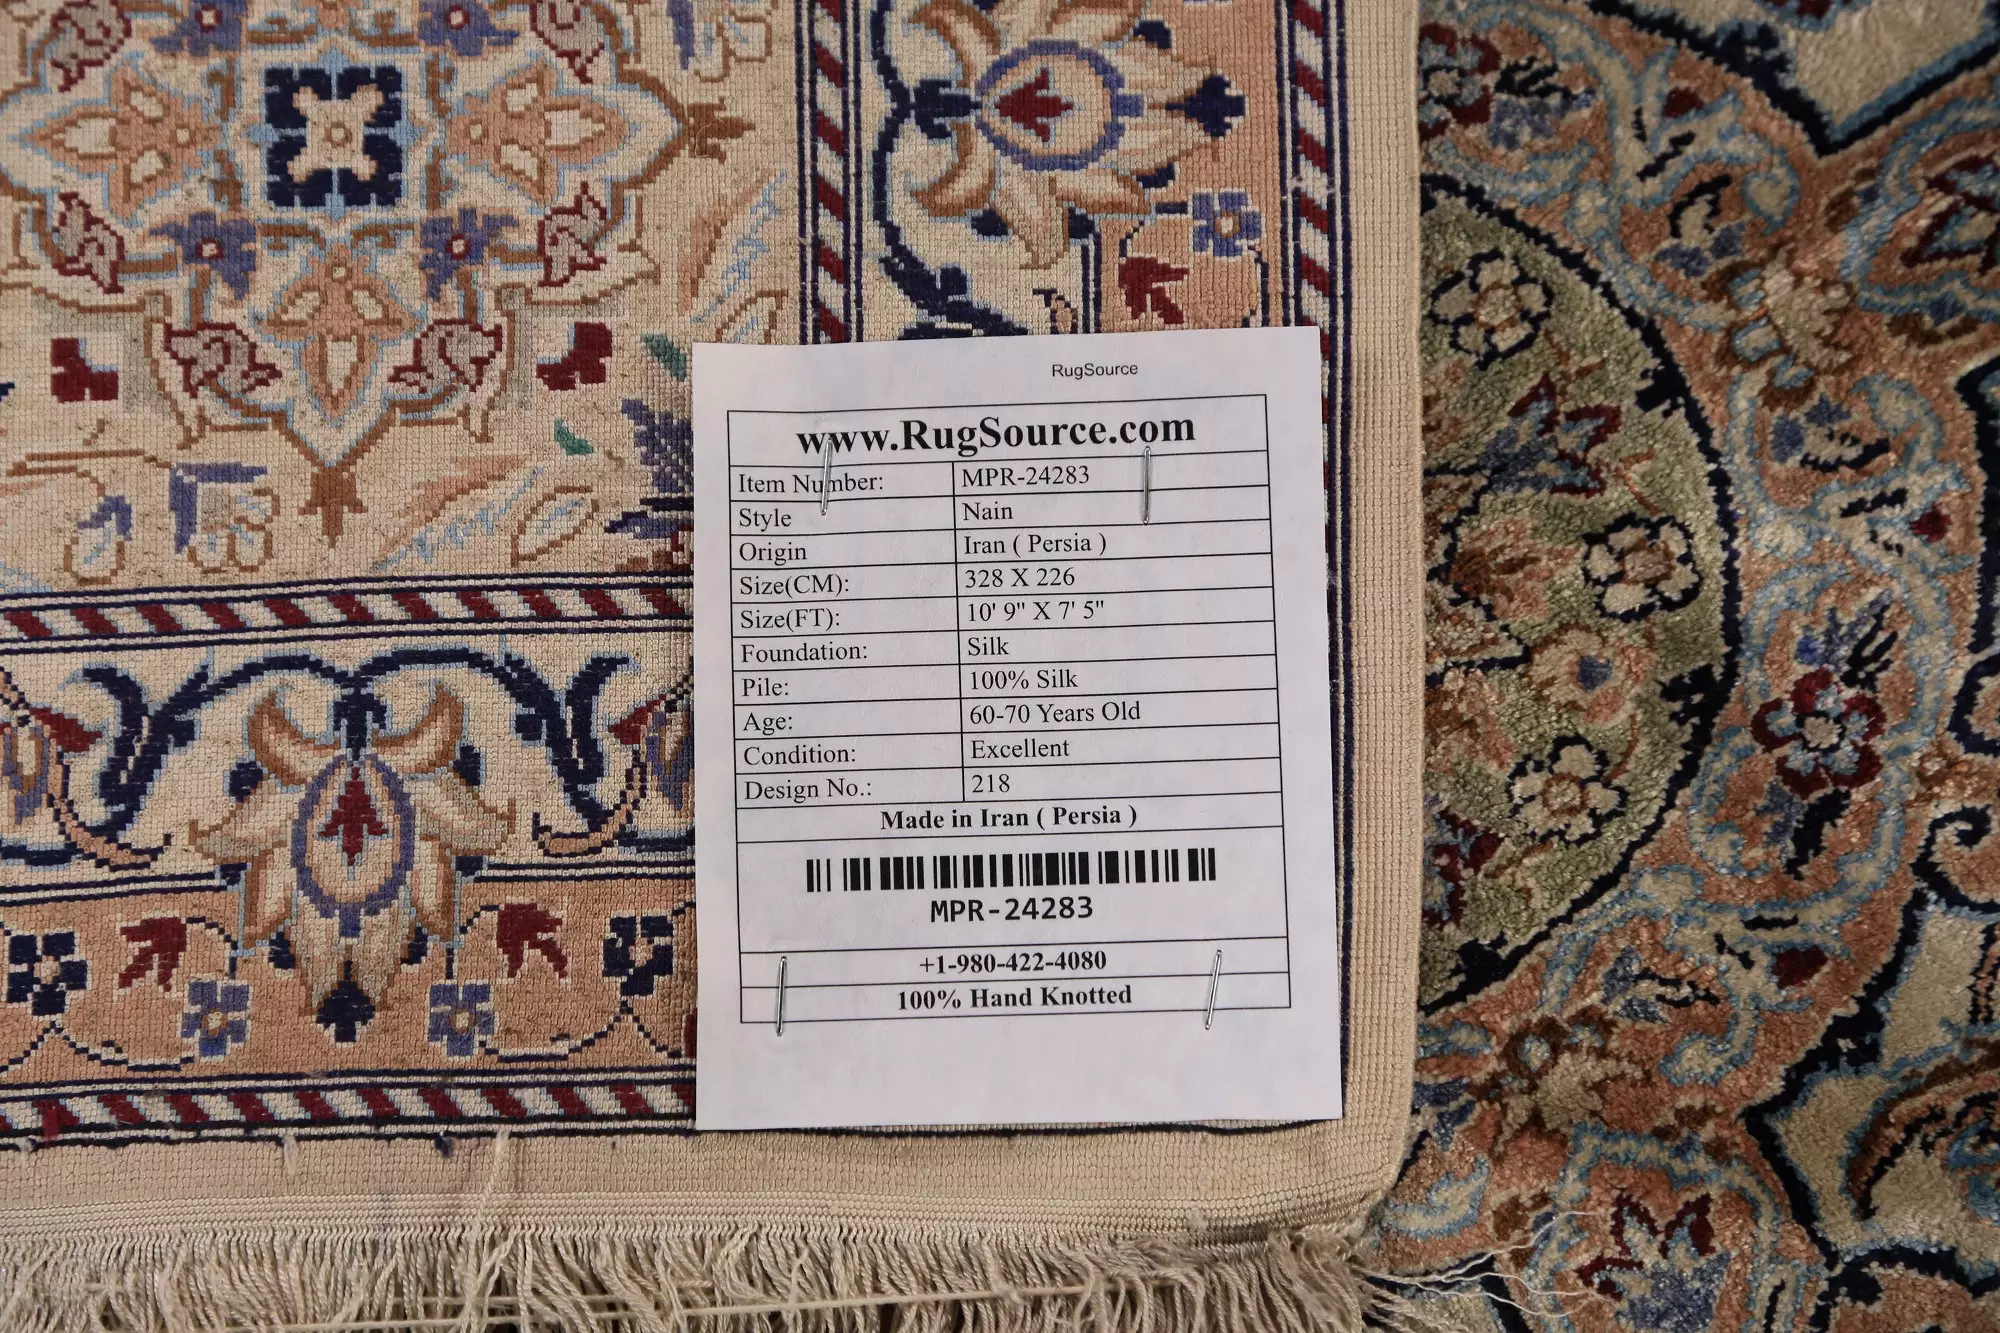 RugSource
www.RugSource.com
Item Number: MPR-24283
Style Nain
Origin Iran ( Persia )
Size(CM): 328 X 226
Size(FT): 10' 9" X 7' 5"
Foundation: Silk
Pile: 100% Silk
Age: 60-70 Years Old
Condition: Excellent
Design No.: 218
Made in Iran ( Persia )
MPR-24283
+1-980-422-4080
100% Hand Knotted